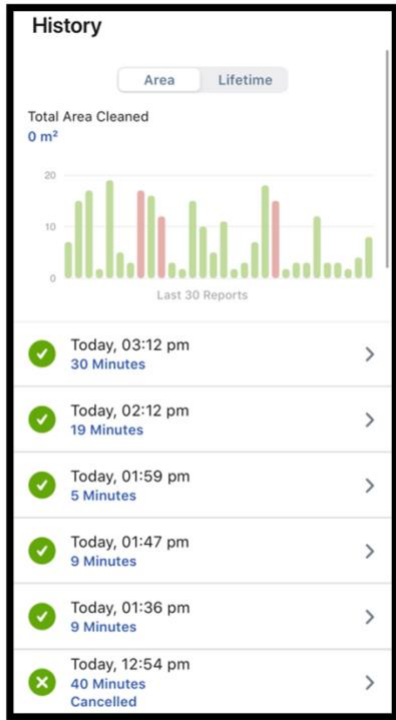 History
Area Lifetime
Total Area Cleaned
0 m²
20
10
0
Last 30 Reports
Today, 03:12 pm
30 Minutes
Today, 02:12 pm
19 Minutes
Today, 01:59 pm
5 Minutes
Today, 01:47 pm
9 Minutes
Today, 01:36 pm
9 Minutes
Today, 12:54 pm
40 Minutes
Cancelled